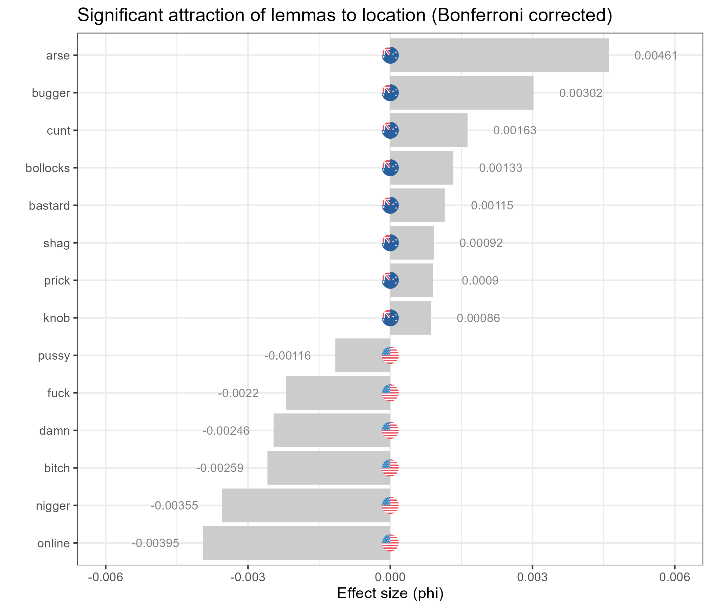 Significant attraction of lemmas to location (Bonferroni corrected)
arse 0.00461
bugger 0.00302
cunt 0.00163
bollocks 0.00133
bastard 0.00115
shag 0.00092
prick 0.0009
knob 0.00086
pussy -0.00116
fuck -0.0022
damn -0.00246
bitch -0.00259
nigger -0.00355
online -0.00395
-0.006 -0.003 0.000 0.003 0.006
Effect size (phi)